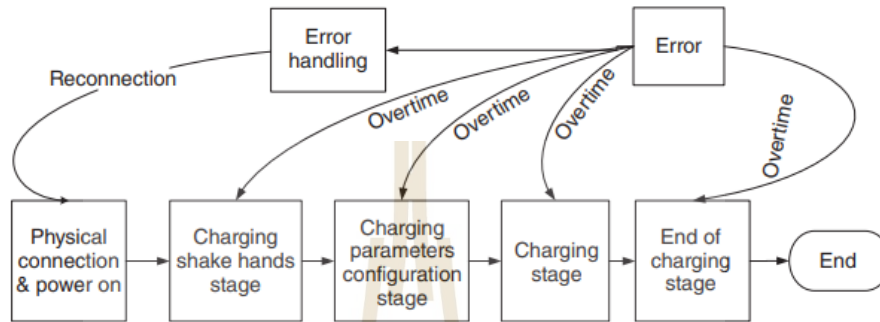 Error
handling
Error
Reconnection
Overtime
Overtime
Overtime
Overtime
Physical
connection
& power on
Charging
shake hands
stage
Charging
parameters
configuration
stage
Charging
stage
End of
charging
stage
End